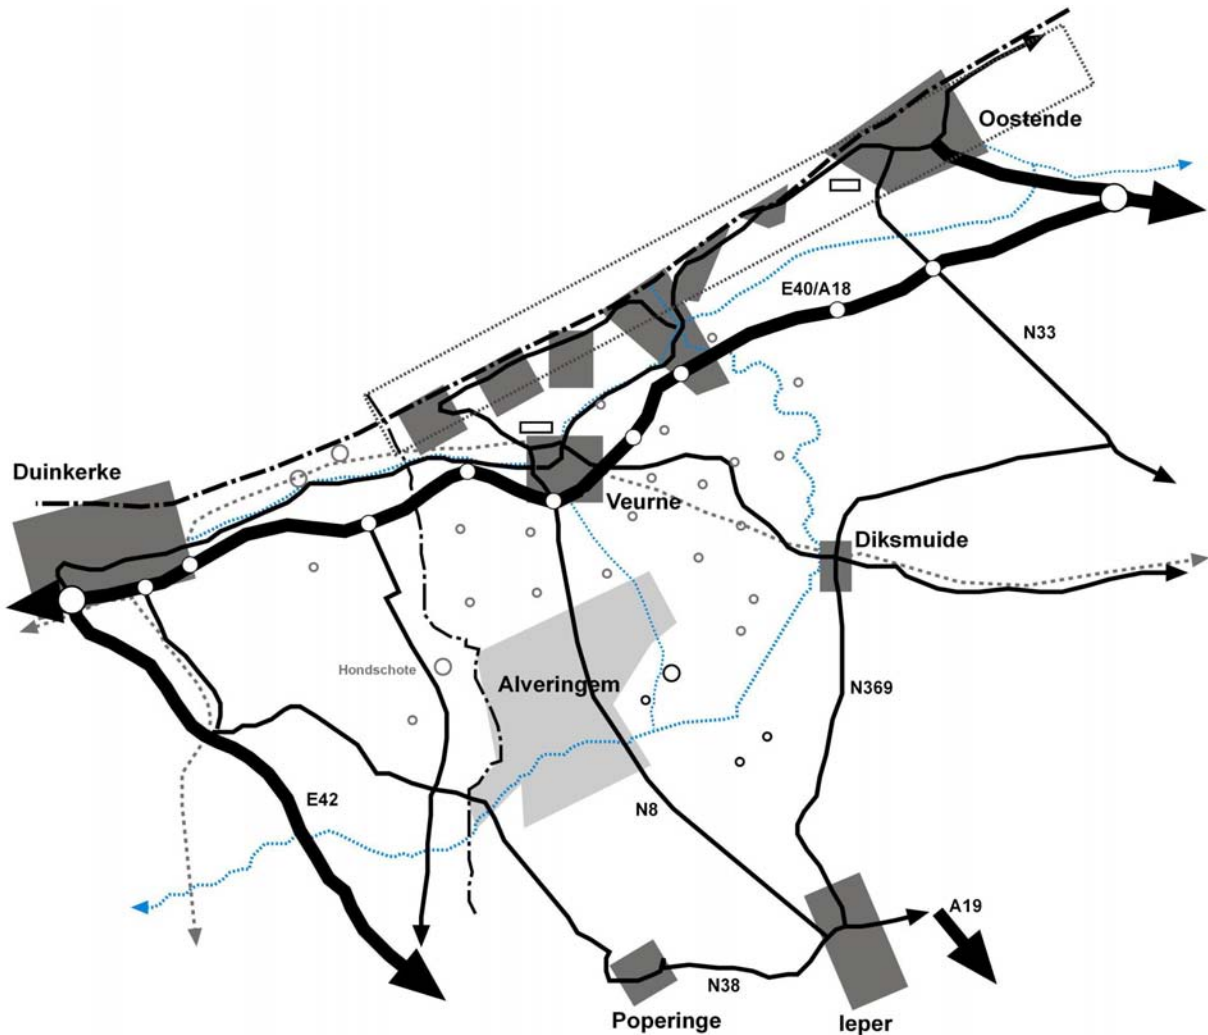 Oostende
E40/A18
N33
Duinkerke
Veurne
Diksmuide
Hondschote
Alveringem
N369
E42
N8
A19
N38
Poperinge
Ieper